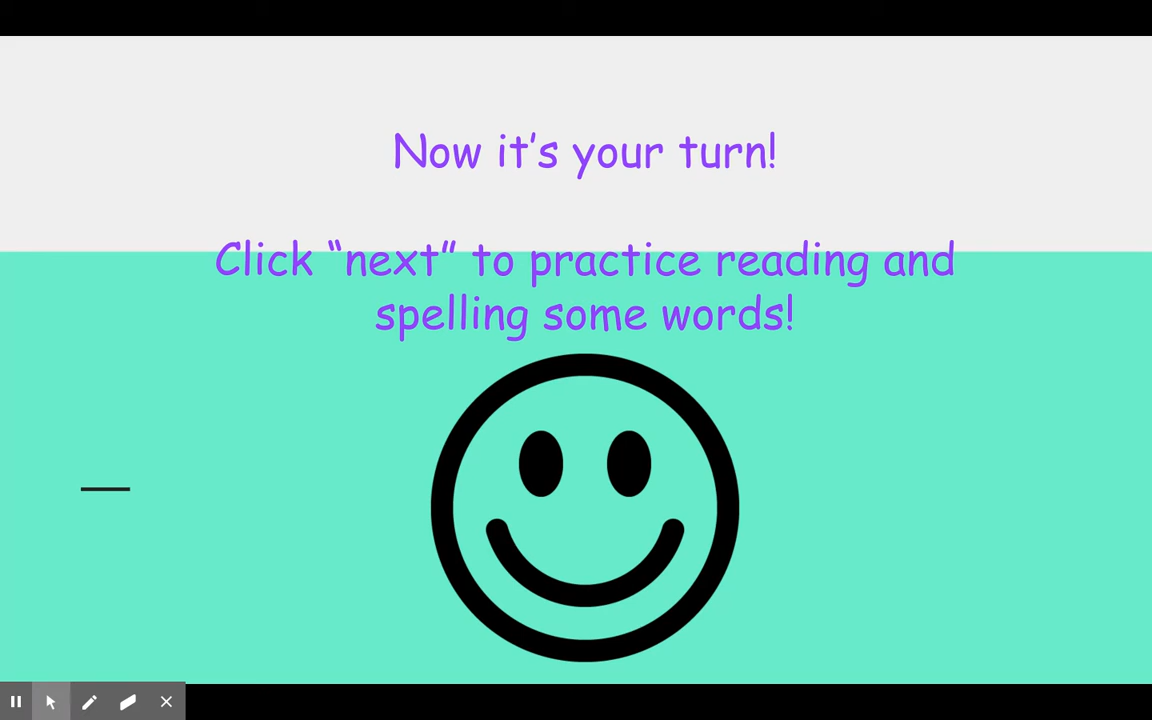 Now it's your turn!
Click “next” to practice reading and
spelling some words!